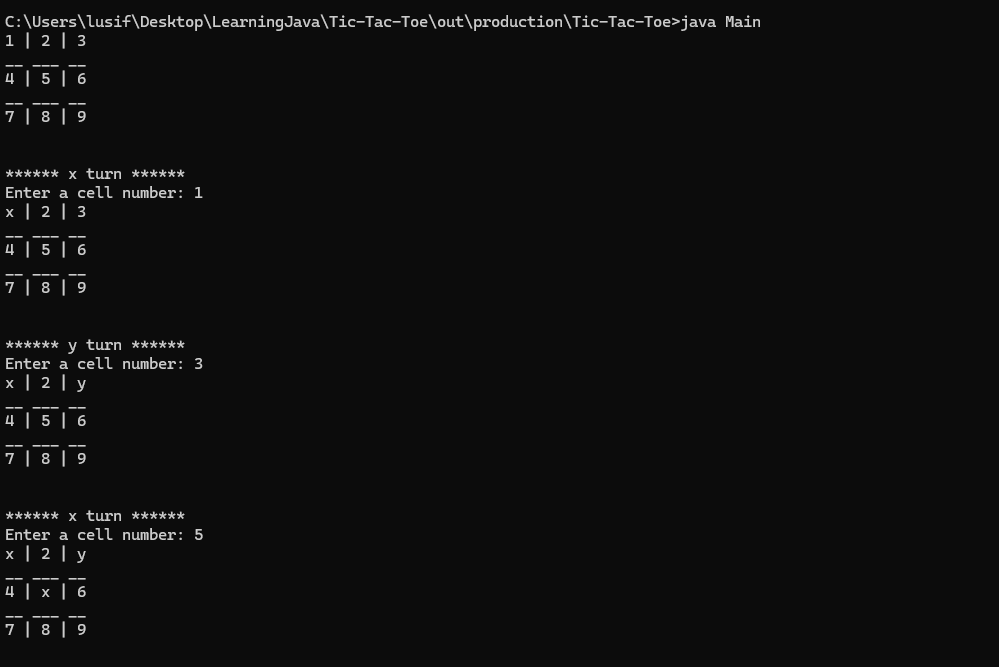 C:\Users\lusif\Desktop\LearningJava\Tic-Tac-Toe\out\production\Tic-Tac-Toe>java Main
1 | 2 | 3
__ ___ __
4 | 5 | 6
__ ___ __
7 | 8 | 9
****** x turn ******
Enter a cell number: 1
x | 2 | 3
__ ___ __
4 | 5 | 6
__ ___ __
7 | 8 | 9
****** y turn ******
Enter a cell number: 3
x | 2 | y
__ ___ __
4 | 5 | 6
__ ___ __
7 | 8 | 9
****** x turn ******
Enter a cell number: 5
x | 2 | y
__ ___ __
4 | x | 6
__ ___ __
7 | 8 | 9